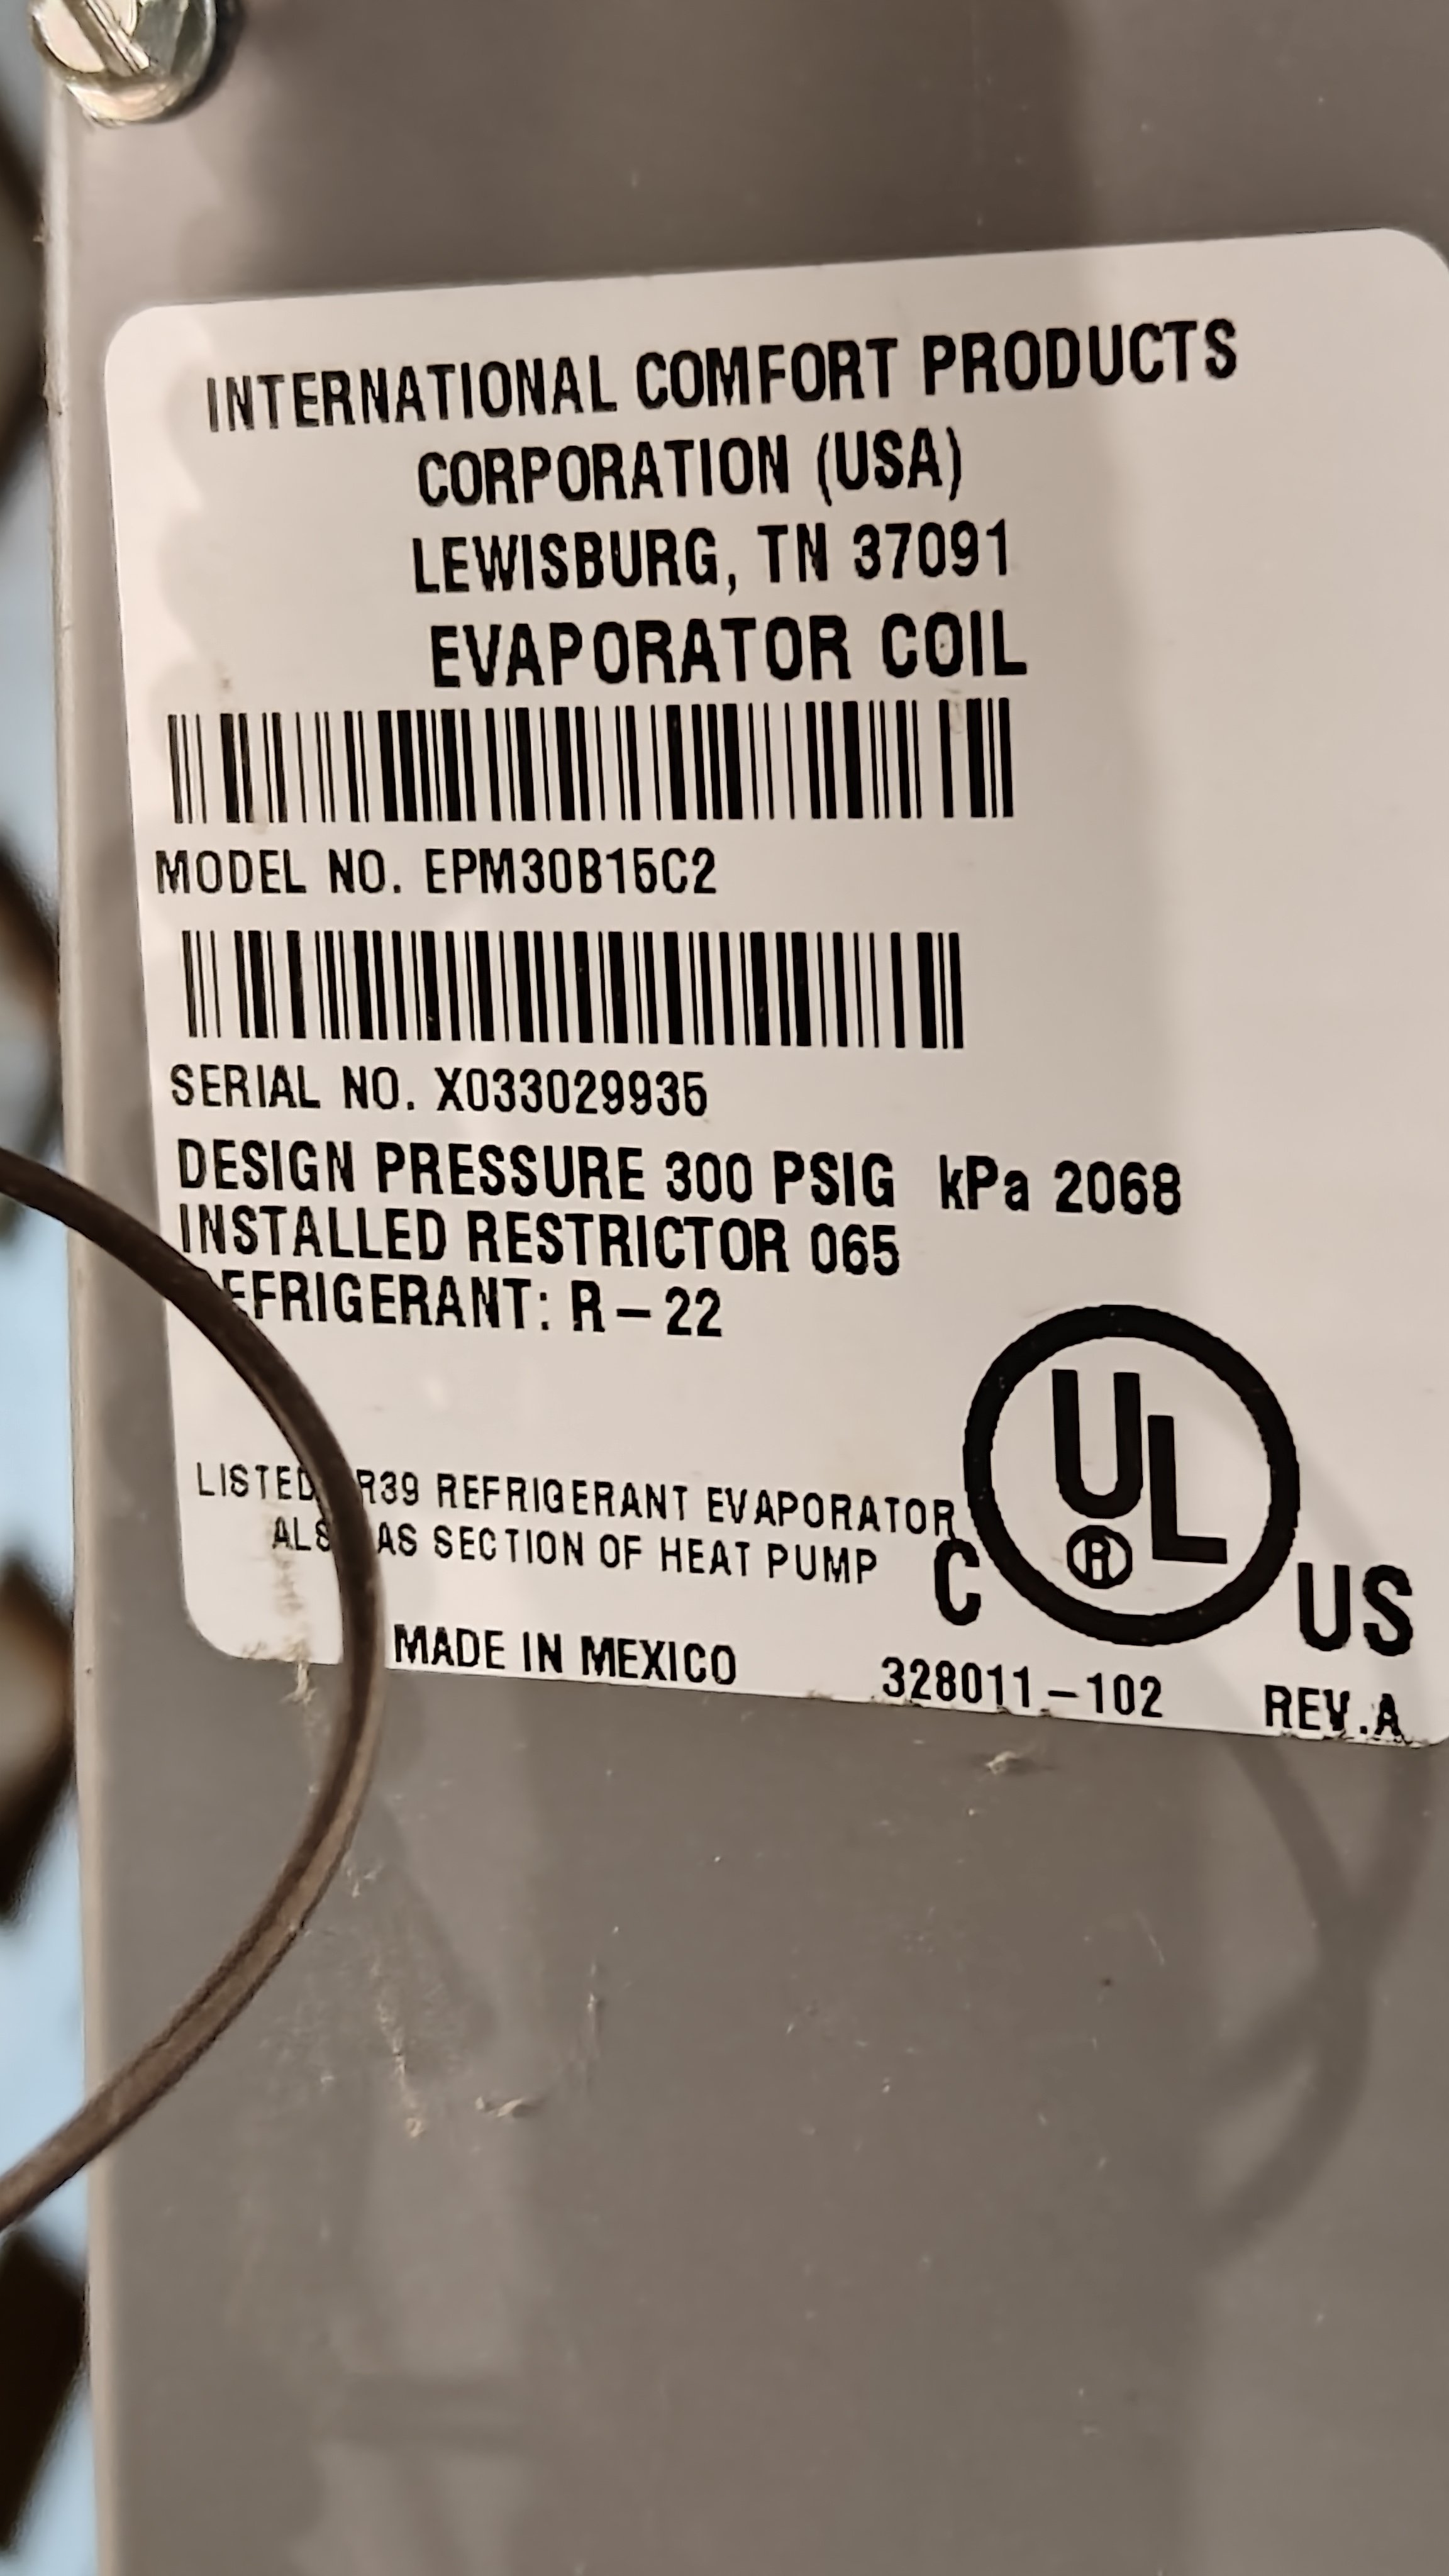 INTERNATIONAL COMFORT PRODUCTS
CORPORATION (USA)
LEWISBURG, TN 37091
EVAPORATOR COIL
MODEL NO. EPM30B15C2
SERIAL NO. X033029935
DESIGN PRESSURE 300 PSIG kPa 2068
INSTALLED RESTRICTOR 065
EFRIGERANT: R-22
LISTED R39 REFRIGERANT EVAPORATOR
ALS AS SECTION OF HEAT PUMP
C UL ® US
MADE IN MEXICO 328011-102 REV.A